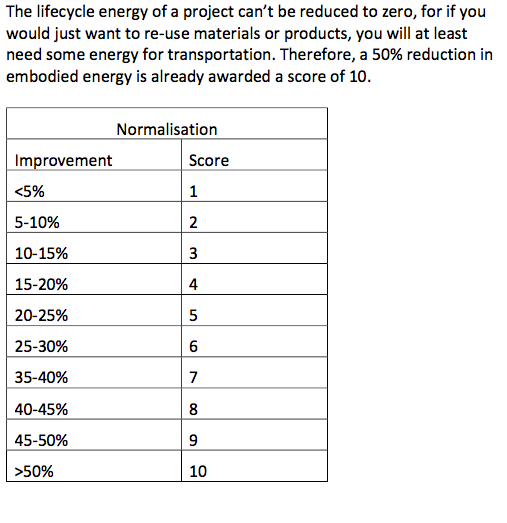 The lifecycle energy of a project can’t be reduced to zero, for if you
would just want to re-use materials or products, you will at least
need some energy for transportation. Therefore, a 50% reduction in
embodied energy is already awarded a score of 10.
Normalisation
Improvement Score
<5% 1
5-10% 2
10-15% 3
15-20% 4
20-25% 5
25-30% 6
35-40% 7
40-45% 8
45-50% 9
>50% 10